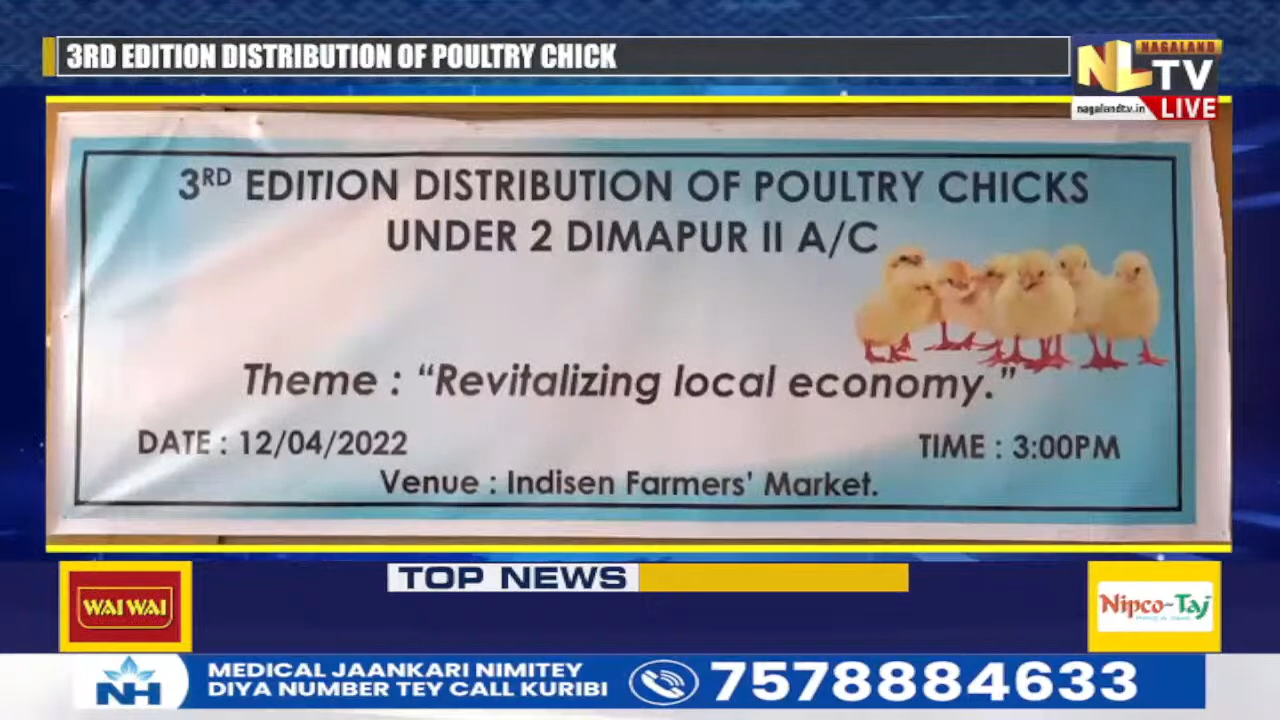 3RD EDITION DISTRIBUTION OF POULTRY CHICK
NAGALAND
NLTV
nagalandtv.in LIVE
3RD EDITION DISTRIBUTION OF POULTRY CHICKS
UNDER 2 DIMAPUR II A/C
Theme : “Revitalizing local economy.”
DATE : 12/04/2022
TIME : 3:00PM
Venue : Indisen Farmers’ Market.
TOP NEWS
WAI WAI
Nipco-Taj
NH
MEDICAL JAANKARI NIMITEY
DIYA NUMBER TEY CALL KURIBI
7578884633